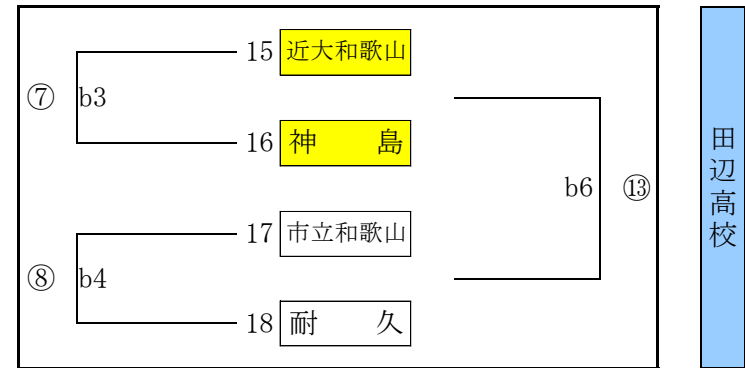 15 近大和歌山
⑦ b3
16 神 島
b6 ⑬
17 市立和歌山
⑧ b4
18 耐 久
田辺高校